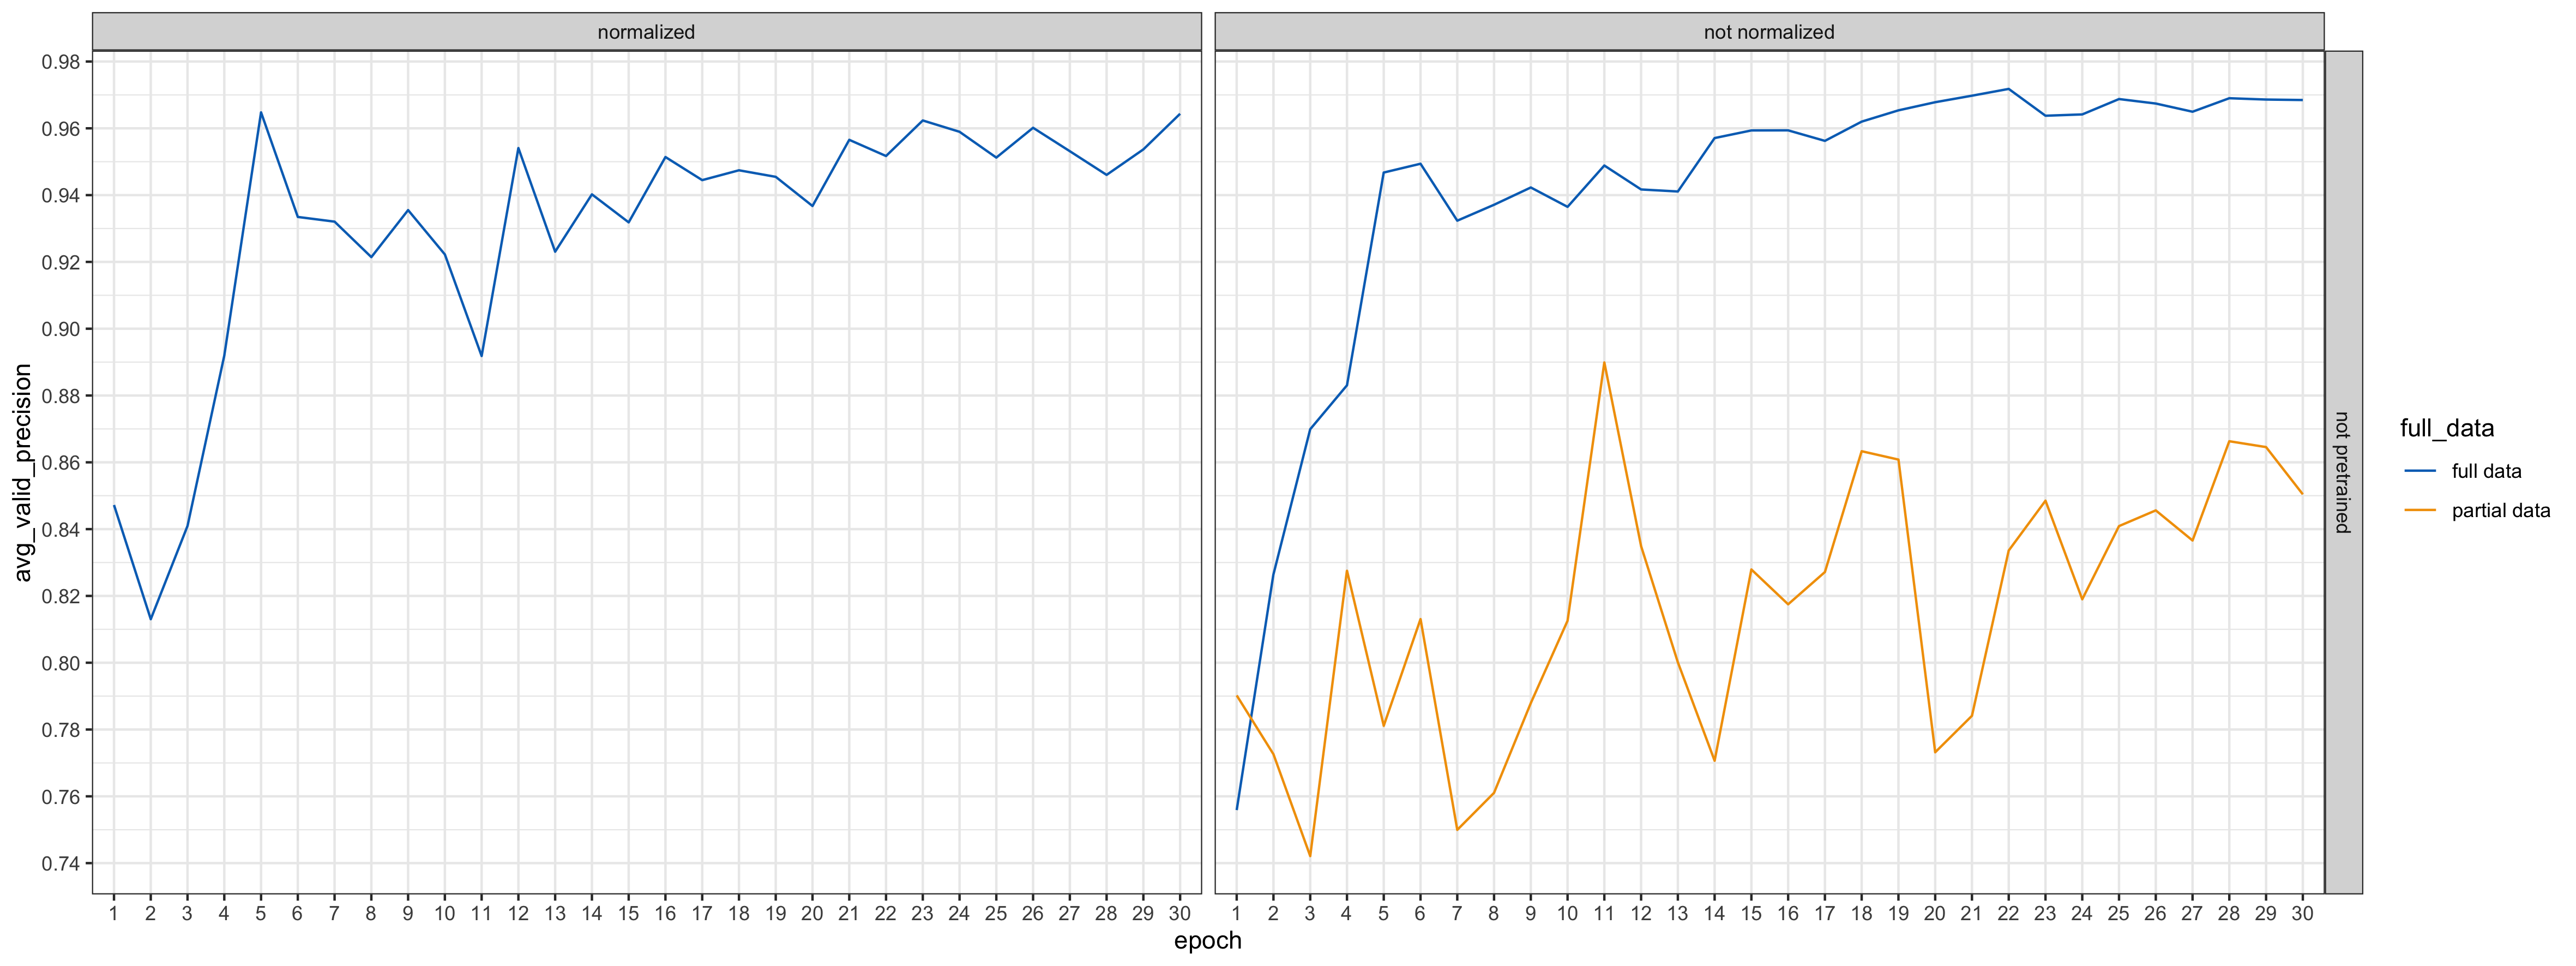 normalized
not normalized
avg_valid_precision
0.98
0.96
0.94
0.92
0.90
0.88
0.86
0.84
0.82
0.80
0.78
0.76
0.74
not pretrained
full_data
full data
partial data
1 2 3 4 5 6 7 8 9 10 11 12 13 14 15 16 17 18 19 20 21 22 23 24 25 26 27 28 29 30
1 2 3 4 5 6 7 8 9 10 11 12 13 14 15 16 17 18 19 20 21 22 23 24 25 26 27 28 29 30
epoch